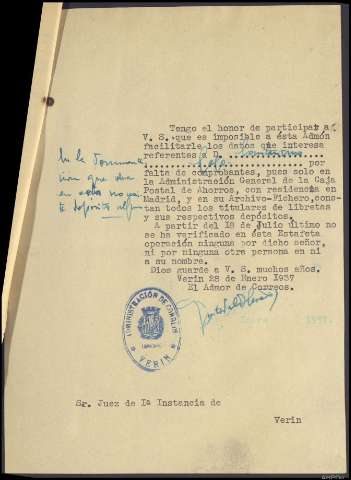 Tengo el honor de participar a
V. S. que es imposible a esta Admón
facilitarle los datos que interesa
referentes a D.
por
falta de comprobantes, pues solo en
la Administración General de la Caja
Postal de Ahorros, con residencia en
Madrid, y en su Archivo-Fichero,cons-
tan todos los titulares de libretas
y sus respectivos depósitos.
A partir del 18 de Julio último no
se ha verificado en ésta Estafeta
operación ninguna por dicho señor,
ni por ninguna otra persona en ni
a su nombre.
Dios guarde a V. S. muchos años.
Verin 28 de Enero 1937
El Admor de Correos.
Enero 1937.
ADMINISTRACIÓN DE CORREOS
VERIN
Sr. Juez de Iª Instancia de
Verin